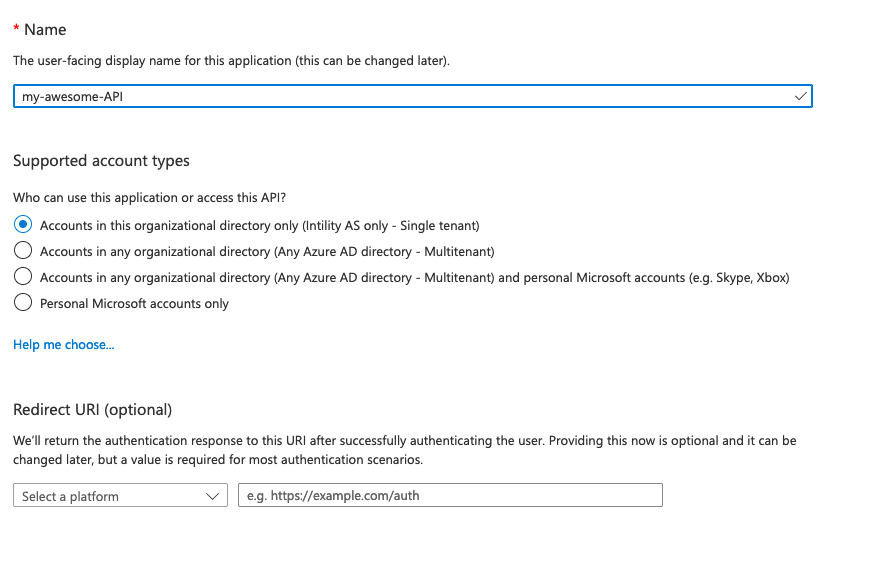 * Name
The user-facing display name for this application (this can be changed later).
my-awesome-API
Supported account types
Who can use this application or access this API?
Accounts in this organizational directory only (Intility AS only - Single tenant)
Accounts in any organizational directory (Any Azure AD directory - Multitenant)
Accounts in any organizational directory (Any Azure AD directory - Multitenant) and personal Microsoft accounts (e.g. Skype, Xbox)
Personal Microsoft accounts only
Help me choose...
Redirect URI (optional)
We'll return the authentication response to this URI after successfully authenticating the user. Providing this now is optional and it can be
changed later, but a value is required for most authentication scenarios.
Select a platform
e.g. https://example.com/auth